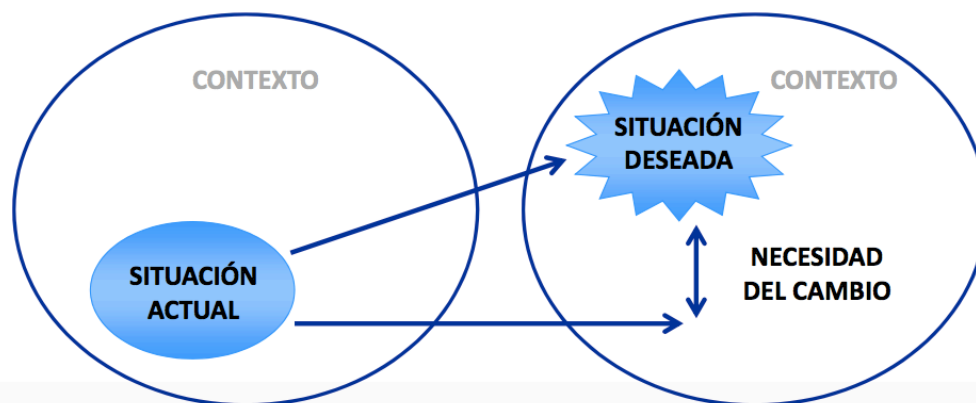 CONTEXTO
CONTEXTO
SITUACIÓN
DESEADA
SITUACIÓN
ACTUAL
NECESIDAD
DEL CAMBIO